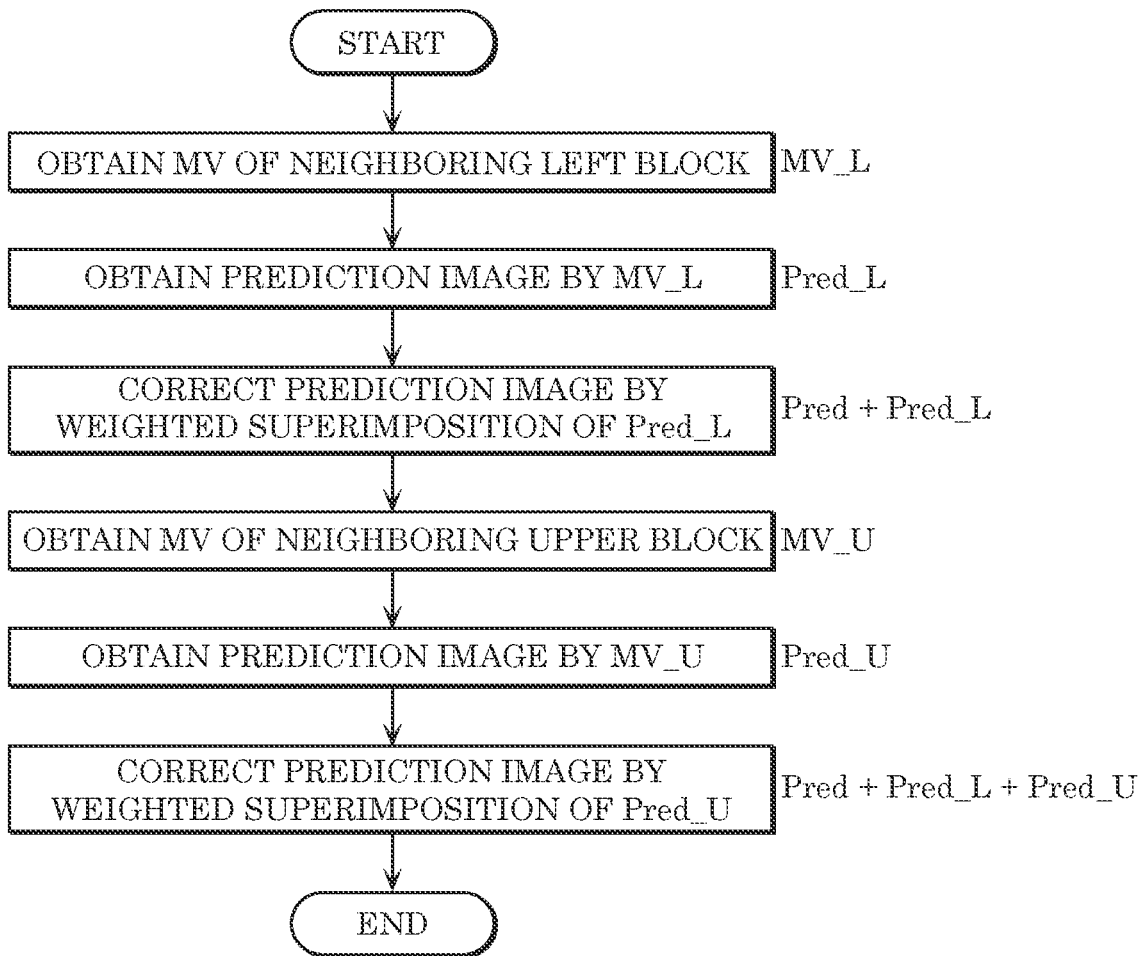 START
OBTAIN MV OF NEIGHBORING LEFT BLOCK MV_L
OBTAIN PREDICTION IMAGE BY MV_L Pred_L
CORRECT PREDICTION IMAGE BY
WEIGHTED SUPERIMPOSITION OF Pred_L
Pred + Pred_L
OBTAIN MV OF NEIGHBORING UPPER BLOCK MV_U
OBTAIN PREDICTION IMAGE BY MV_U Pred_U
CORRECT PREDICTION IMAGE BY
WEIGHTED SUPERIMPOSITION OF Pred_U
Pred + Pred_L + Pred_U
END